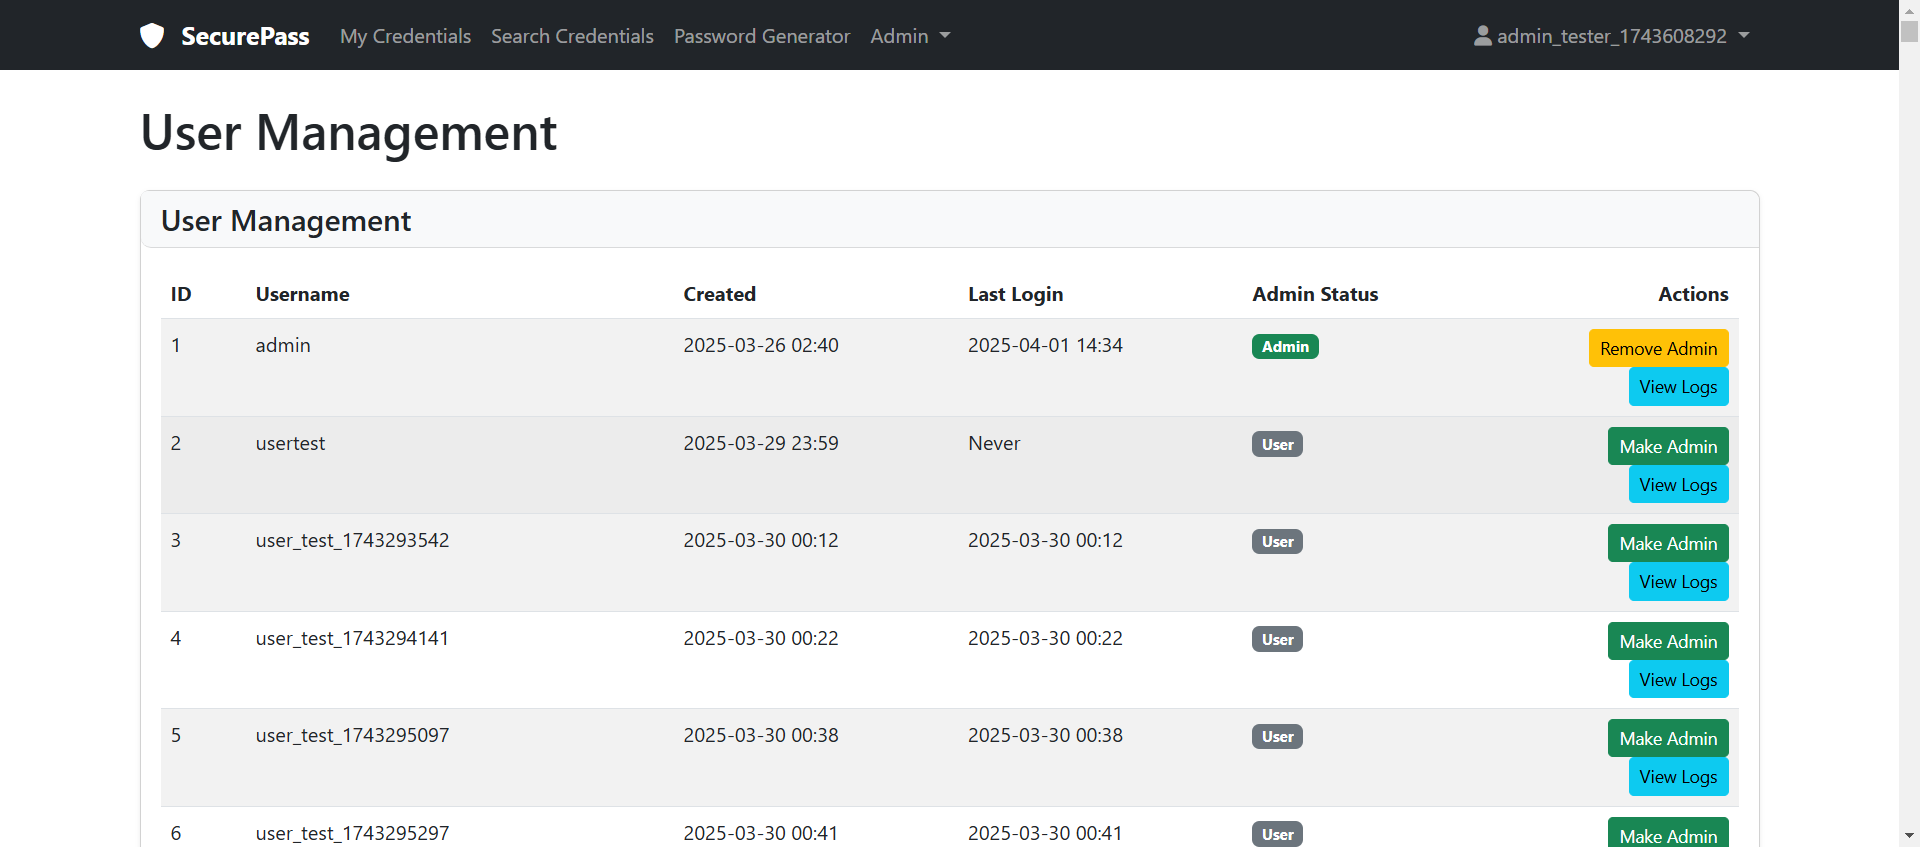 SecurePass My Credentials Search Credentials Password Generator Admin admin_tester_1743608292
User Management
User Management
ID Username Created Last Login Admin Status Actions
1 admin 2025-03-26 02:40 2025-04-01 14:34 Admin Remove Admin
View Logs
2 usertest 2025-03-29 23:59 Never User Make Admin
View Logs
3 user_test_1743293542 2025-03-30 00:12 2025-03-30 00:12 User Make Admin
View Logs
4 user_test_1743294141 2025-03-30 00:22 2025-03-30 00:22 User Make Admin
View Logs
5 user_test_1743295097 2025-03-30 00:38 2025-03-30 00:38 User Make Admin
View Logs
6 user_test_1743295297 2025-03-30 00:41 2025-03-30 00:41 User Make Admin